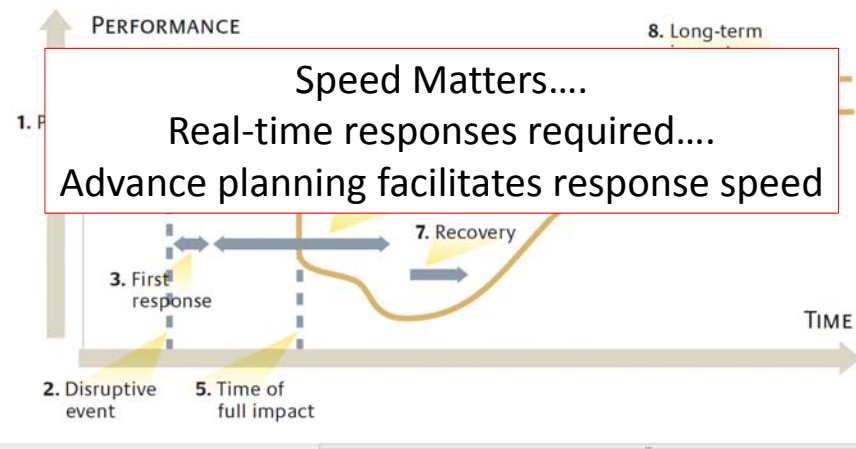 PERFORMANCE
8. Long-term
Speed Matters....
Real-time responses required....
Advance planning facilitates response speed
1. P
7. Recovery
3. First
response
TIME
2. Disruptive
event
5. Time of
full impact